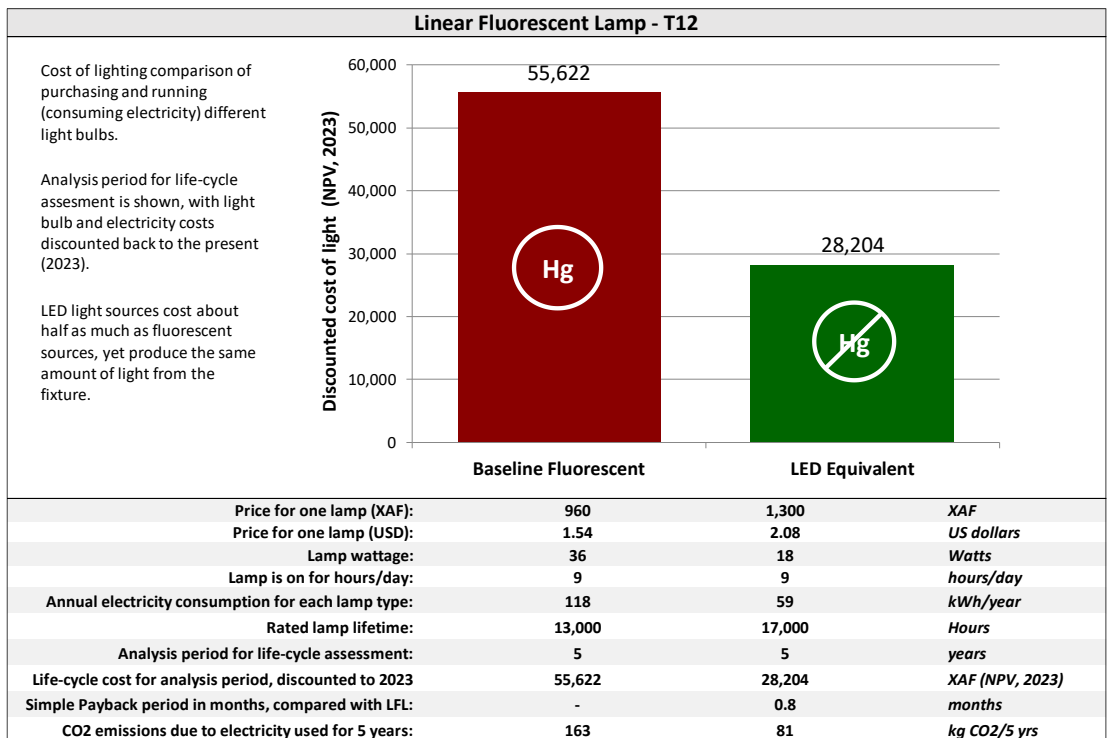 Linear Fluorescent Lamp - T12
Cost of lighting comparison of
purchasing and running
(consuming electricity) different
light bulbs.
Analysis period for life-cycle
assesment is shown, with light
bulb and electricity costs
discounted back to the present
(2023).
LED light sources cost about
half as much as fluorescent
sources, yet produce the same
amount of light from the
fixture.
Discounted cost of light (NPV, 2023)
60,000
50,000
40,000
30,000
20,000
10,000
0
55,622
28,204
Hg
Hg
Baseline Fluorescent
LED Equivalent
Price for one lamp (XAF): 960 1,300 XAF
Price for one lamp (USD): 1.54 2.08 US dollars
Lamp wattage: 36 18 Watts
Lamp is on for hours/day: 9 9 hours/day
Annual electricity consumption for each lamp type: 118 59 kWh/year
Rated lamp lifetime: 13,000 17,000 Hours
Analysis period for life-cycle assessment: 5 5 years
Life-cycle cost for analysis period, discounted to 2023 55,622 28,204 XAF (NPV, 2023)
Simple Payback period in months, compared with LFL: - 0.8 months
CO2 emissions due to electricity used for 5 years: 163 81 kg CO2/5 yrs